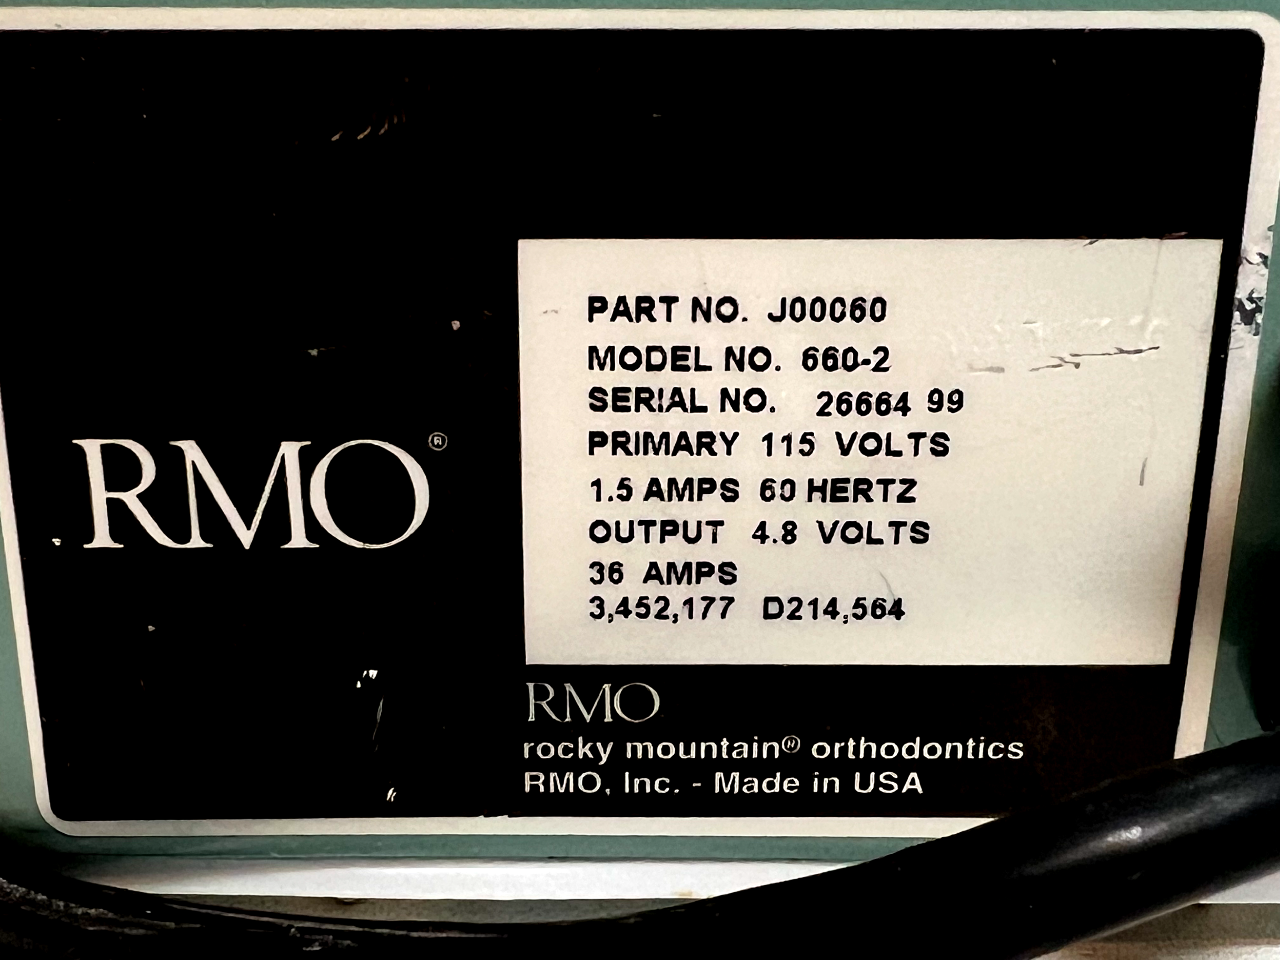 RMO®
PART NO. J00060
MODEL NO. 660-2
SERIAL NO. 26664 99
PRIMARY 115 VOLTS
1.5 AMPS 60 HERTZ
OUTPUT 4.8 VOLTS
36 AMPS
3,452,177 D214,564
RMO
rocky mountain® orthodontics
RMO, Inc. - Made in USA